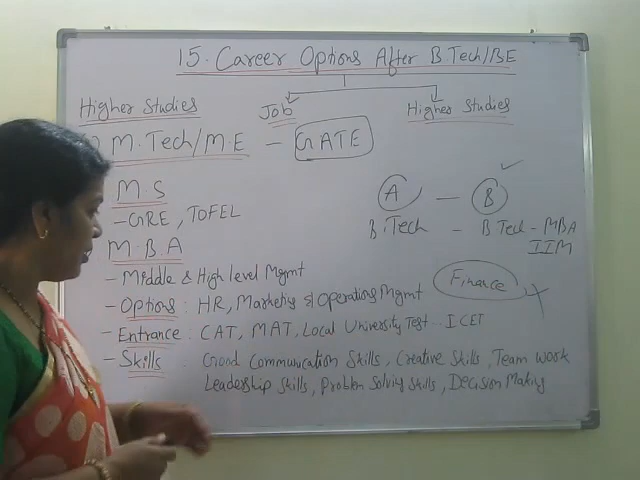 15. Career Options After B.Tech/BE
Job
Higher Studies
Higher Studies
M.Tech/M.E - GATE
M.S
- GRE, TOFEL
M.B.A
- Middle & High level Mgmt
- Options : HR, Marketing & Operations Mgmt
- Entrance : CAT, MAT, Local University Test .. ICET
- Skills : Good Communication Skills, Creative Skills, Team work
Leadership Skills, Problem Solving Skills, Decision Making
A - B
B.Tech - B Tech - MBA
IIM
Finance